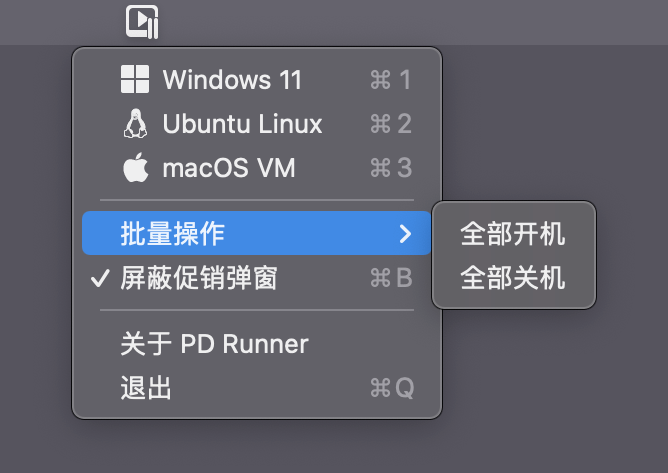 Windows 11 ⌘ 1
Ubuntu Linux ⌘ 2
macOS VM ⌘ 3
批量操作
全部开机
全部关机
屏蔽促销弹窗 ⌘ B
关于 PD Runner
退出 ⌘ Q